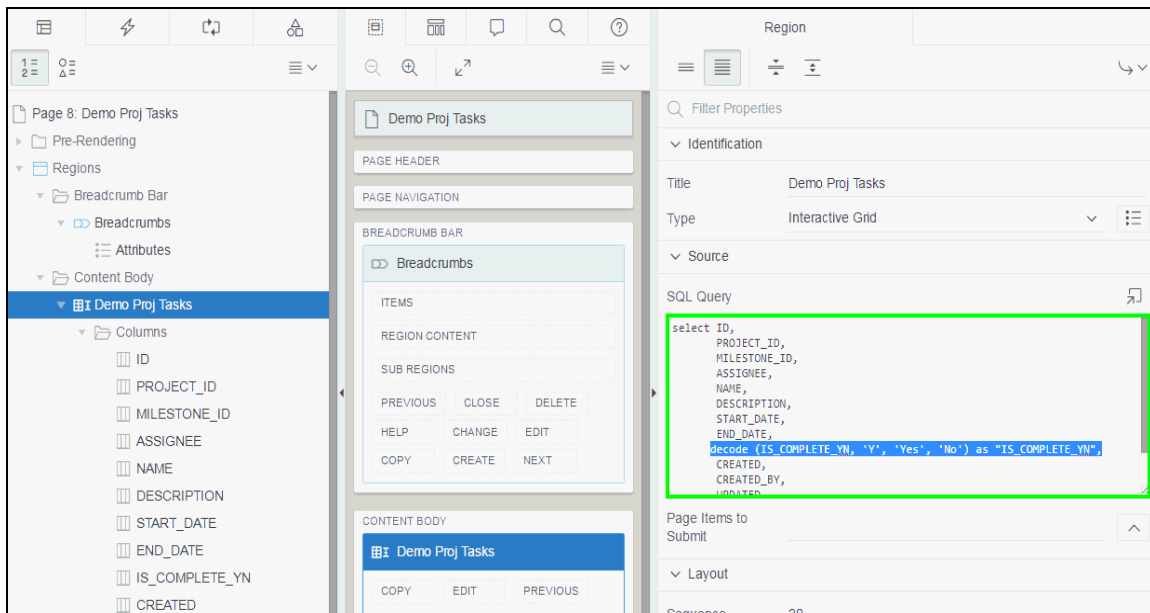 Page 8: Demo Proj Tasks
Pre-Rendering
Regions
Breadcrumb Bar
Breadcrumbs
Attributes
Content Body
Demo Proj Tasks
Columns
ID
PROJECT_ID
MILESTONE_ID
ASSIGNEE
NAME
DESCRIPTION
START_DATE
END_DATE
IS_COMPLETE_YN
CREATED
Demo Proj Tasks
PAGE HEADER
PAGE NAVIGATION
BREADCRUMB BAR
Breadcrumbs
ITEMS
REGION CONTENT
SUB REGIONS
PREVIOUS CLOSE DELETE
HELP CHANGE EDIT
COPY CREATE NEXT
CONTENT BODY
Demo Proj Tasks
COPY EDIT PREVIOUS
Region
Filter Properties
Identification
Title Demo Proj Tasks
Type Interactive Grid
Source
SQL Query
select ID,
PROJECT_ID,
MILESTONE_ID,
ASSIGNEE,
NAME,
DESCRIPTION,
START_DATE,
END_DATE,
decode (IS_COMPLETE_YN, 'Y', 'Yes', 'No') as "IS_COMPLETE_YN",
CREATED,
CREATED_BY,
UPDATED
Page Items to
Submit
Layout
Sequence 20